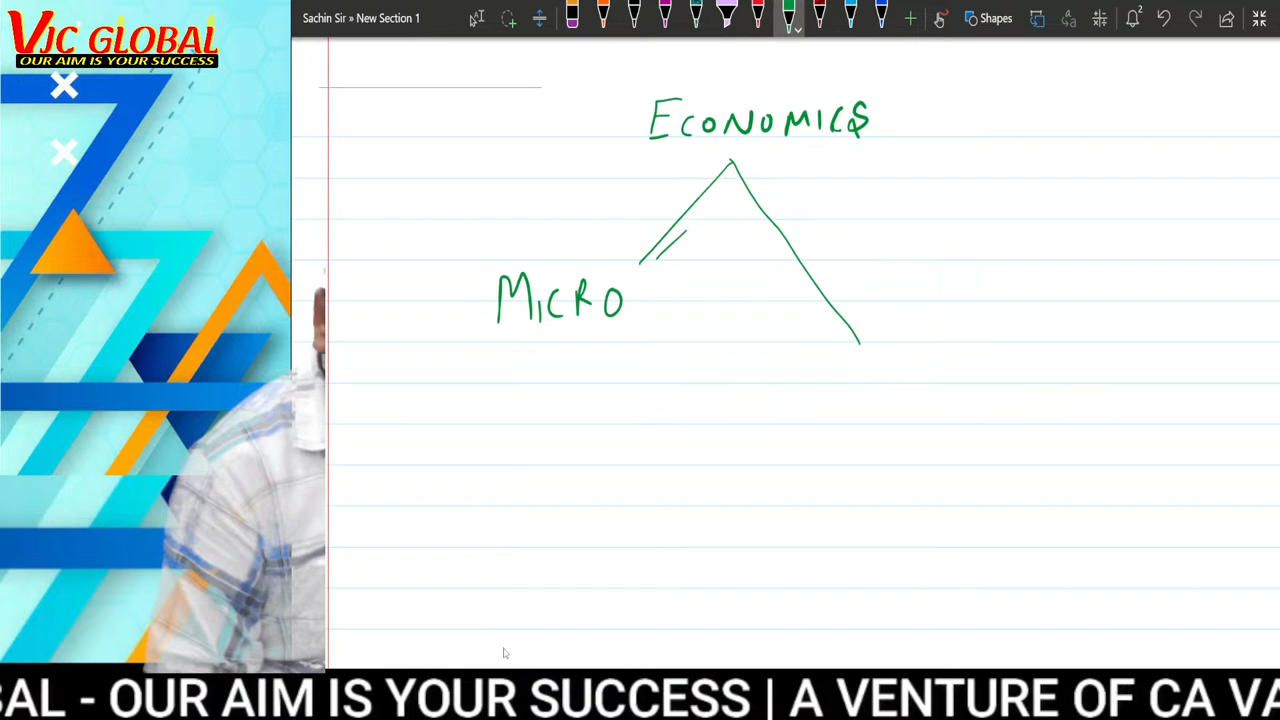 VJC GLOBAL
OUR AIM IS YOUR SUCCESS
Sachin Sir » New Section 1
Shapes
2
ECONOMICS
MICRO
BAL - OUR AIM IS YOUR SUCCESS | A VENTURE OF CA VA